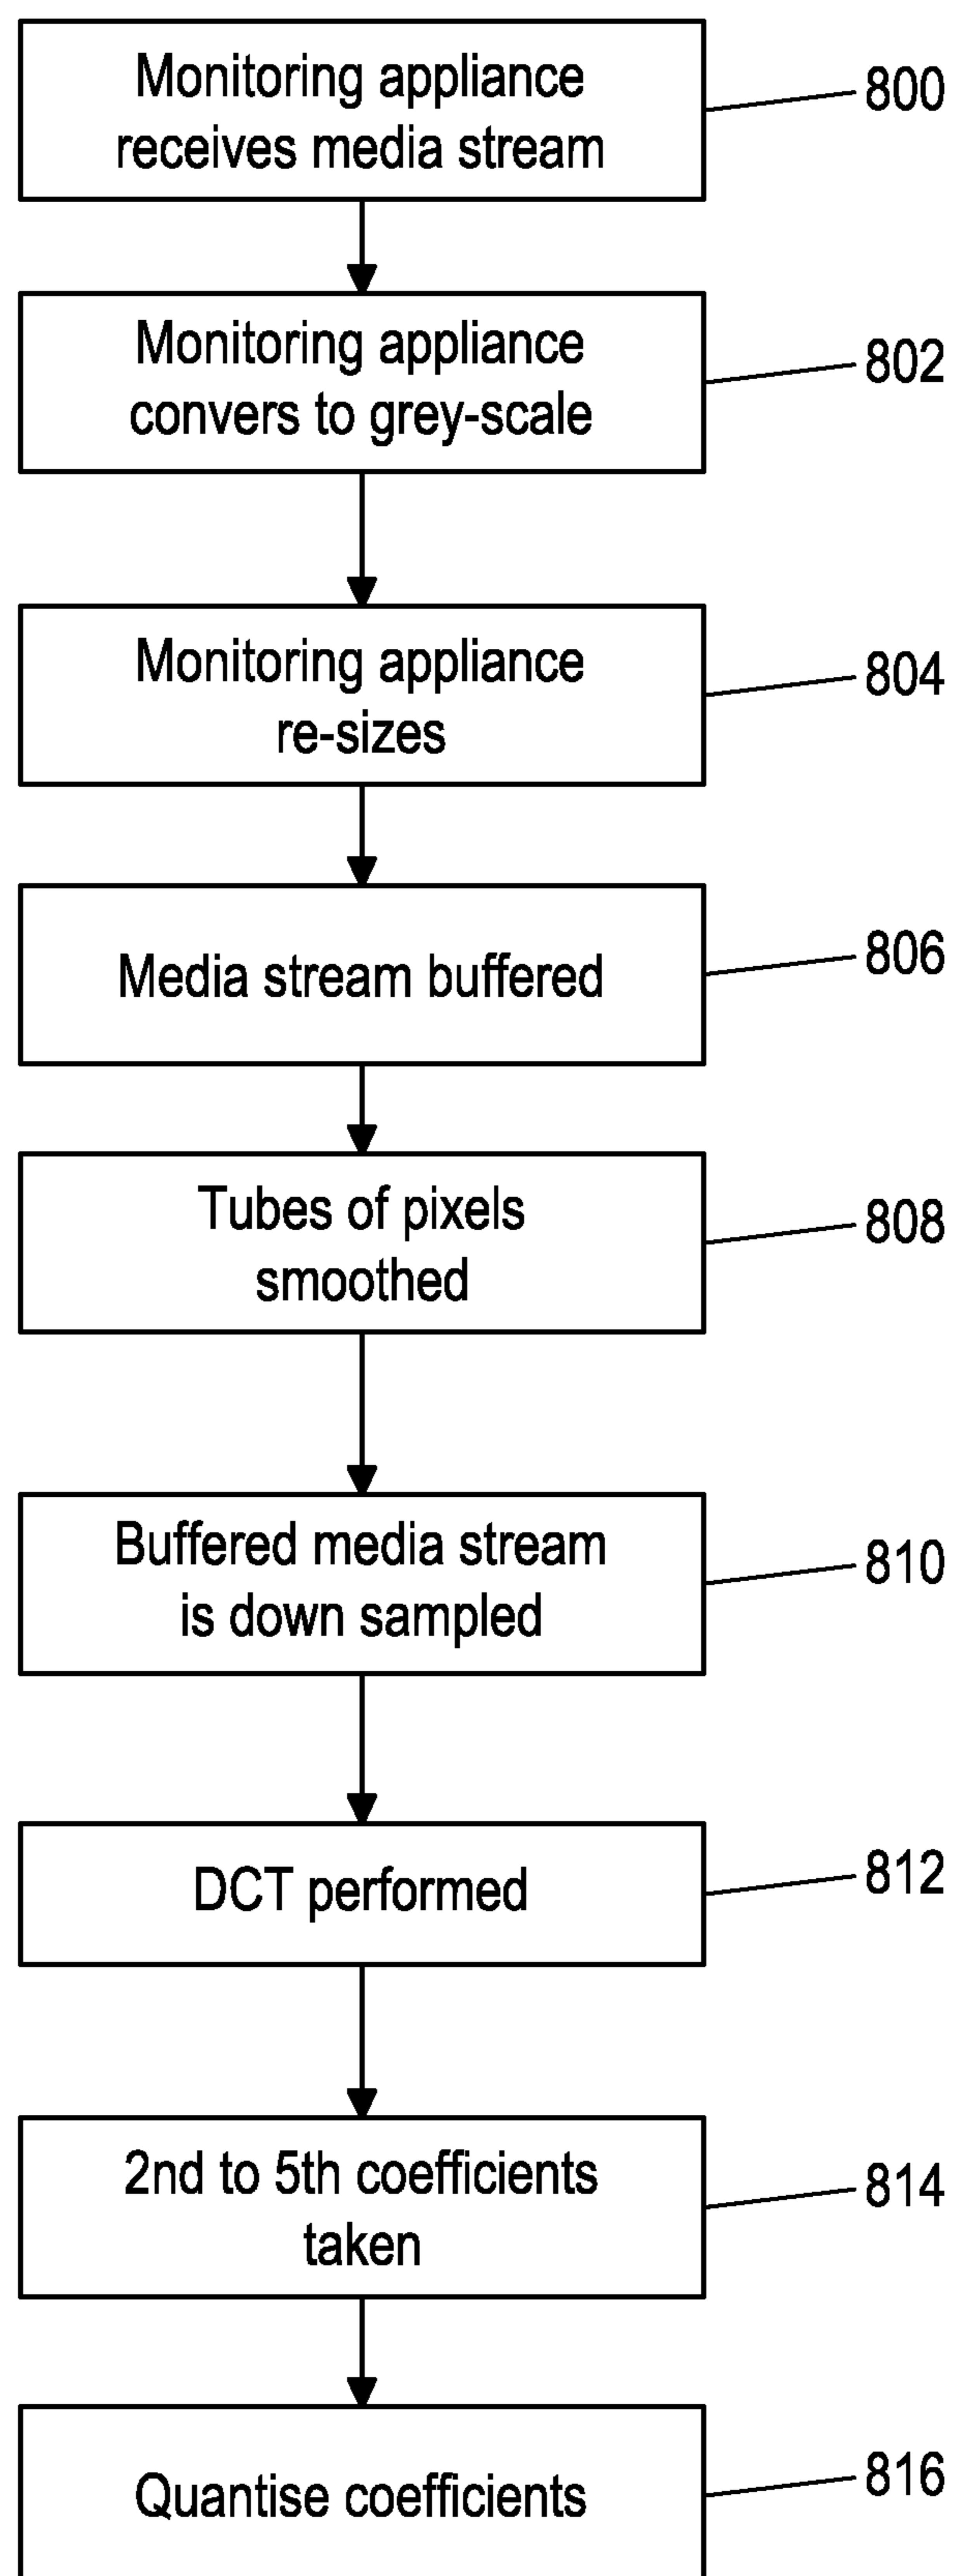 Monitoring appliance
receives media stream
800
Monitoring appliance
convers to grey-scale
802
Monitoring appliance
re-sizes
804
Media stream buffered
806
Tubes of pixels
smoothed
808
Buffered media stream
is down sampled
810
DCT performed
812
2nd to 5th coefficients
taken
814
Quantise coefficients
816